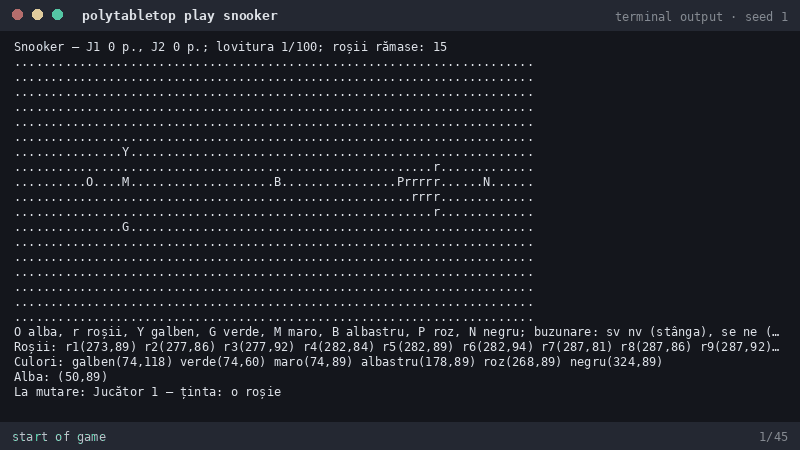 polytabletop play snooker
terminal output · seed 1
Snooker — J1 0 p., J2 0 p.; lovitura 1/100; roșii rămase: 15
........................................................................
........................................................................
........................................................................
........................................................................
........................................................................
........................................................................
...............Y........................................................
..........................................................r.............
..........O....M....................B................Prrrrr......N......
.......................................................rrrr.............
..........................................................r.............
...............G........................................................
........................................................................
........................................................................
........................................................................
........................................................................
........................................................................
........................................................................
O alba, r roșii, Y galben, G verde, M maro, B albastru, P roz, N negru; buzunare: sv nv (stânga), se ne (…
Roșii: r1(273,89) r2(277,86) r3(277,92) r4(282,84) r5(282,89) r6(282,94) r7(287,81) r8(287,86) r9(287,92)…
Culori: galben(74,118) verde(74,60) maro(74,89) albastru(178,89) roz(268,89) negru(324,89)
Alba: (50,89)
La mutare: Jucător 1 — ținta: o roșie
start of game
1/45